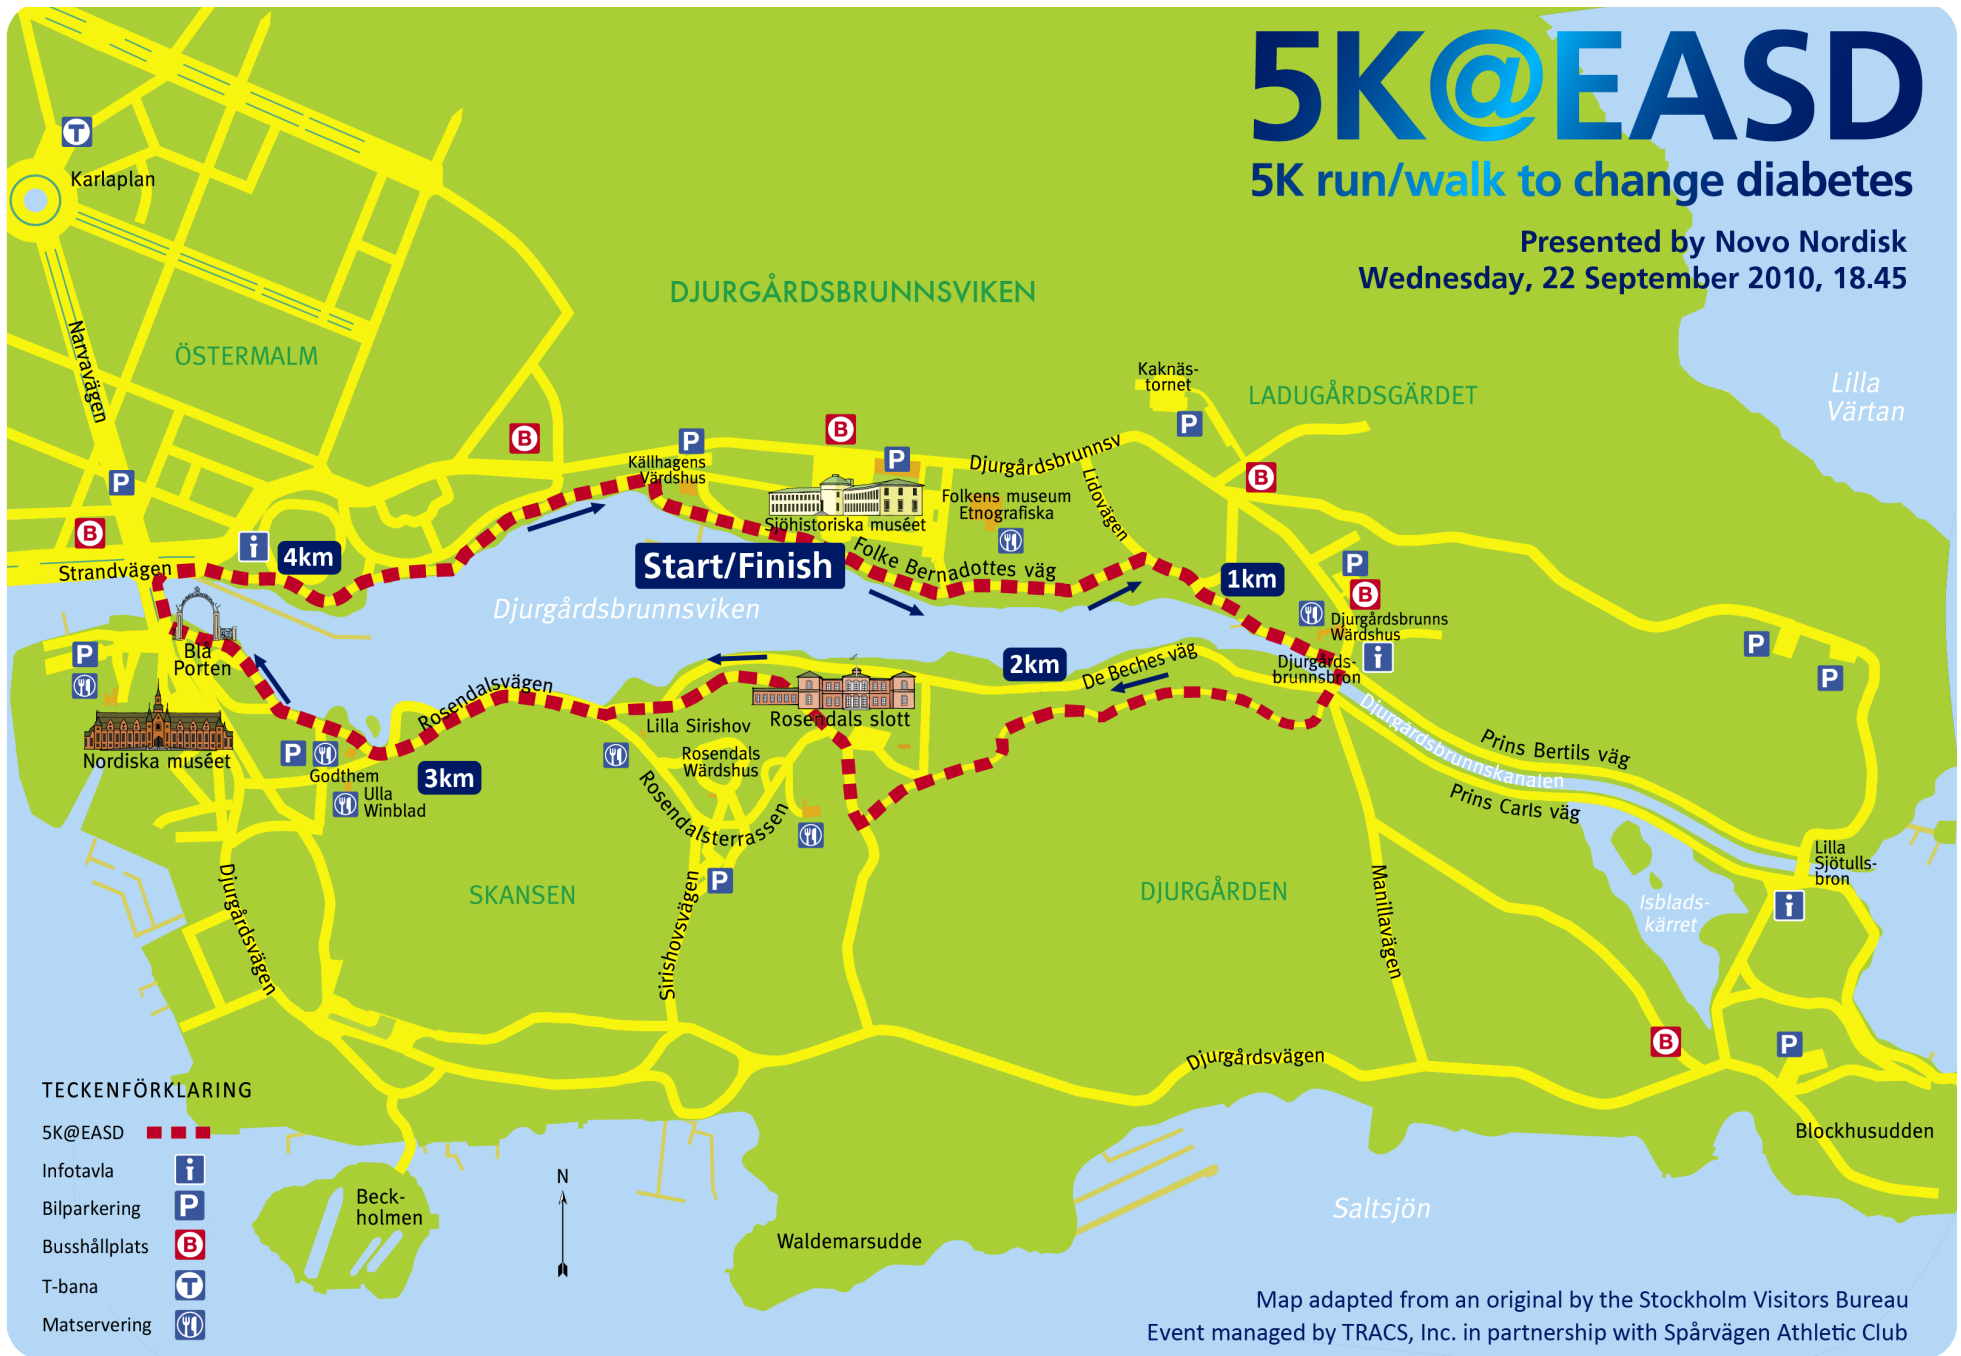 5K@EASD
5K run/walk to change diabetes
Presented by Novo Nordisk
Wednesday, 22 September 2010, 18.45
T
Karlaplan
DJURGÅRDSBRUNNSVIKEN
ÖSTERMALM
Narvavägen
Kaknäs-
tornet
LADUGÅRDSGÄRDET
Lilla
Värtan
P
B
B
P
B
P
P
B
Källhagens
Värdshus
Djurgårdsbrunnsv
Lidovägen
Folkens museum
Etnografiska
Sjöhistoriska muséet
B
i
4km
Strandvägen
Start/Finish
Folke Bernadottes väg
1km
P
B
Djurgårdsbrunnsviken
Djurgårdsbrunns
Wärdshus
i
Djurgårds-
brunnsbron
P
P
Blå
Porten
P
2km
De Beches väg
Rosendalsvägen
Rosendals slott
Lilla Sirishov
Rosendals
Wärdshus
Nordiska muséet
P
Godthem
Ulla
Winblad
3km
Rosendalsterrassen
Djurgårdsbrunnskanalen
Prins Bertils väg
Prins Carls väg
Lilla
Sjötulls-
bron
i
P
Sirishovsvägen
SKANSEN
DJURGÅRDEN
Djurgårdsvägen
Manillavägen
Isblads-
kärret
B
P
Djurgårdsvägen
Blockhusudden
TECKENFÖRKLARING
5K@EASD
Infotavla i
Bilparkering P
Busshållplats B
T-bana T
Matservering
Beck-
holmen
N
Waldemarsudde
Saltsjön
Map adapted from an original by the Stockholm Visitors Bureau
Event managed by TRACS, Inc. in partnership with Spårvägen Athletic Club